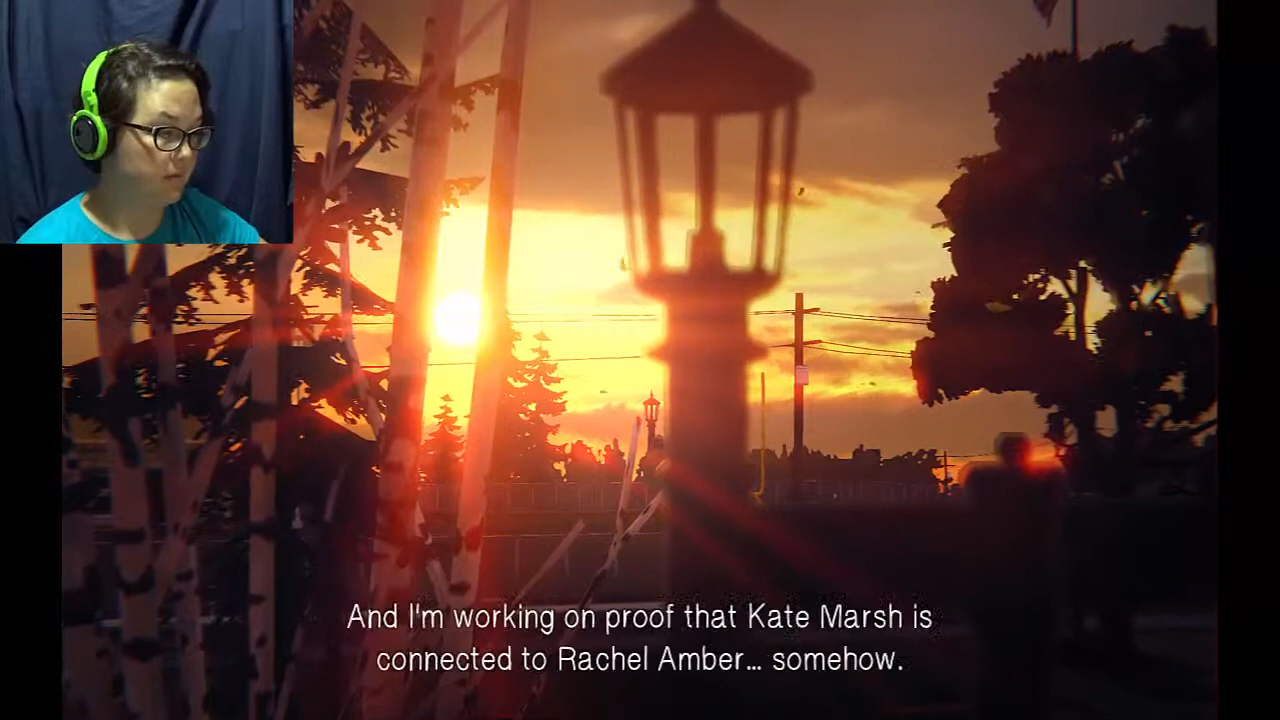 And I'm working on proof that Kate Marsh is
connected to Rachel Amber... somehow.